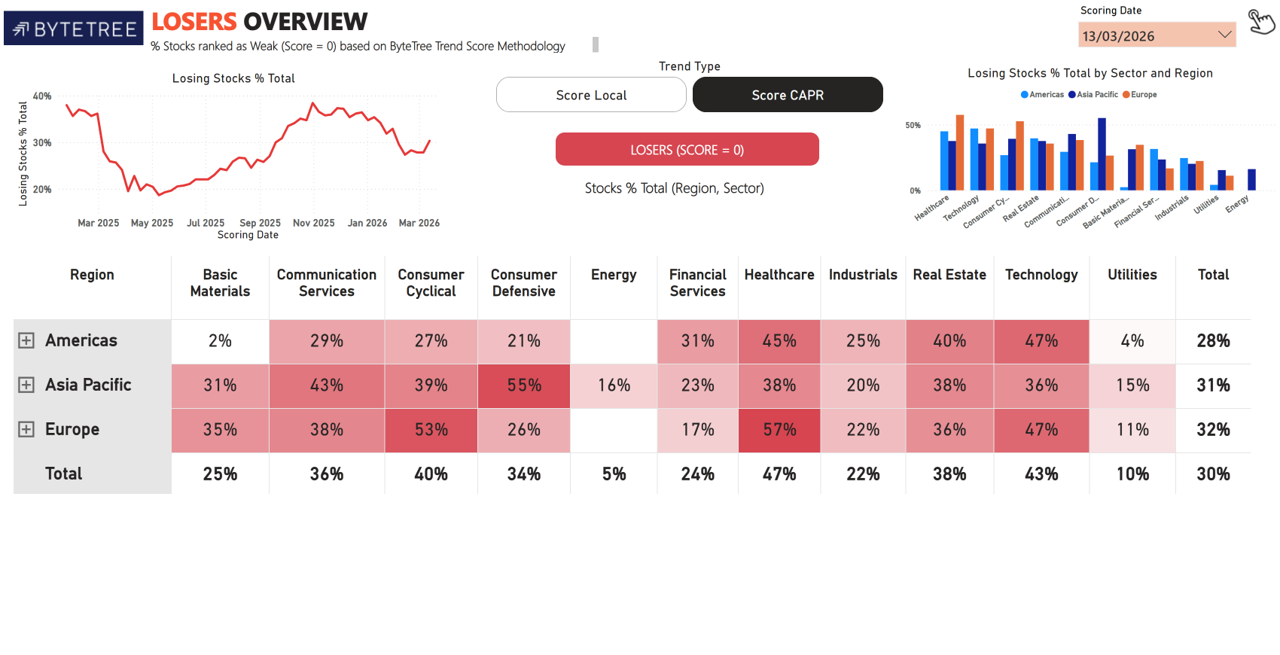 BYTETREE
LOSERS OVERVIEW
% Stocks ranked as Weak (Score = 0) based on ByteTree Trend Score Methodology
Scoring Date
13/03/2026
Losing Stocks % Total
Losing Stocks % Total
40%
30%
20%
Mar 2025 May 2025 Jul 2025 Sep 2025 Nov 2025 Jan 2026 Mar 2026
Scoring Date
Trend Type
Score Local
Score CAPR
LOSERS (SCORE = 0)
Stocks % Total (Region, Sector)
Losing Stocks % Total by Sector and Region
Americas Asia Pacific Europe
50%
0%
Healthcare
Technology
Consumer Cy...
Real Estate
Communicati...
Consumer D...
Basic Materia...
Financial Ser...
Industrials
Utilities
Energy
Region Basic Materials Communication Services Consumer Cyclical Consumer Defensive Energy Financial Services Healthcare Industrials Real Estate Technology Utilities Total
Americas 2% 29% 27% 21% 31% 45% 25% 40% 47% 4% 28%
Asia Pacific 31% 43% 39% 55% 16% 23% 38% 20% 38% 36% 15% 31%
Europe 35% 38% 53% 26% 17% 57% 22% 36% 47% 11% 32%
Total 25% 36% 40% 34% 5% 24% 47% 22% 38% 43% 10% 30%